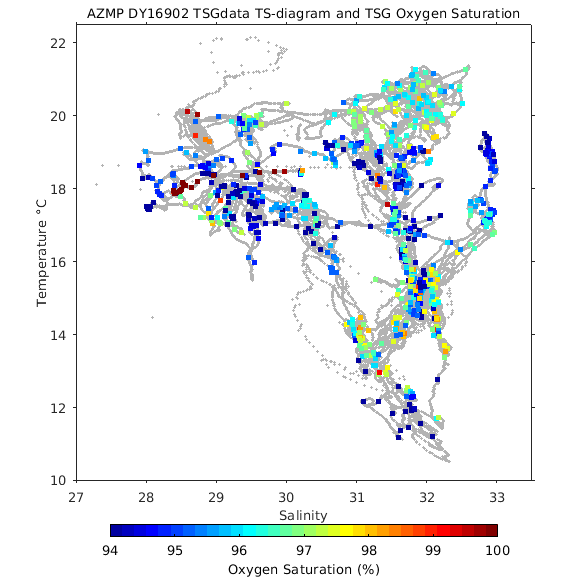 AZMP DY16902 TSGdata TS-diagram and TSG Oxygen Saturation
22
20
18
16
14
12
10
Temperature °C
27 28 29 30 31 32 33
Salinity
94 95 96 97 98 99 100
Oxygen Saturation (%)